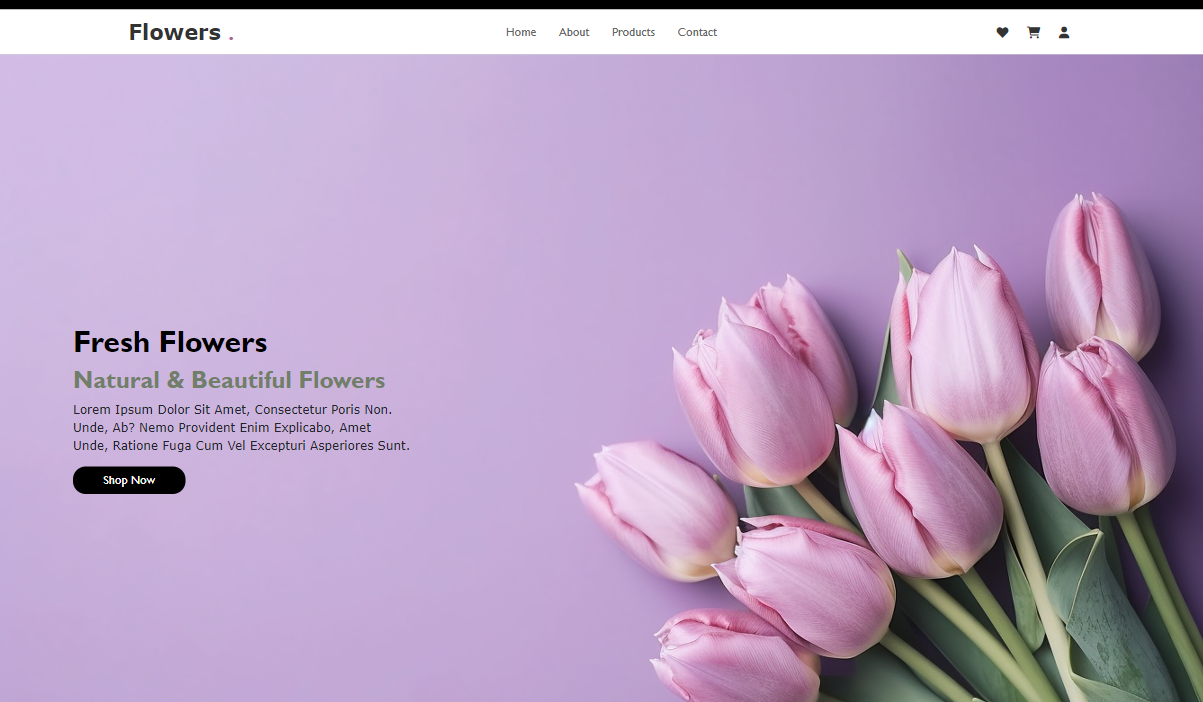 Flowers .
Home About Products Contact
Fresh Flowers
Natural & Beautiful Flowers
Lorem Ipsum Dolor Sit Amet, Consectetur Poris Non.
Unde, Ab? Nemo Provident Enim Explicabo, Amet
Unde, Ratione Fuga Cum Vel Excepturi Asperiores Sunt.
Shop Now